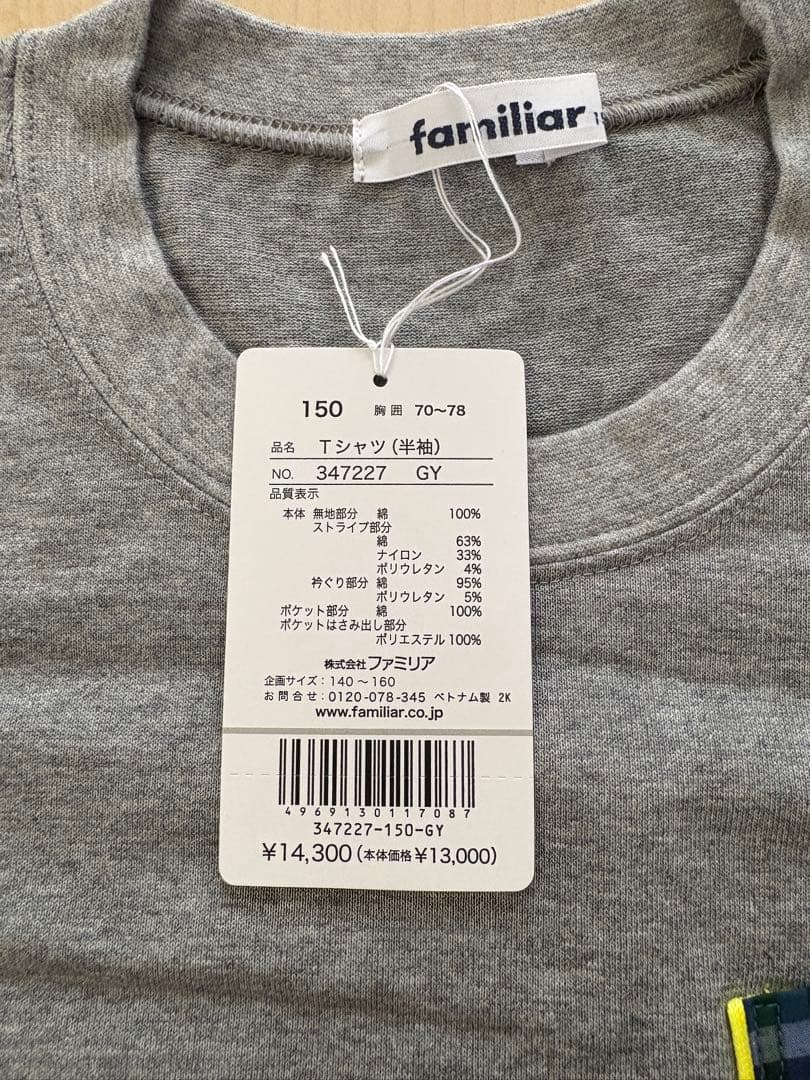 familiar
150 胸囲 70～78
品名 Tシャツ(半袖)
NO. 347227 GY
品質表示
本体 無地部分 綿 100%
ストライプ部分
綿 63%
ナイロン 33%
ポリウレタン 4%
衿ぐり部分 綿 95%
ポリウレタン 5%
ポケット部分 綿 100%
ポケットはさみ出し部分
ポリエステル 100%
株式会社ファミリア
企画サイズ：140～160
お問合せ：0120-078-345 ベトナム製 2K
www.familiar.co.jp
4969130117087
347227-150-GY
¥14,300(本体価格¥13,000)